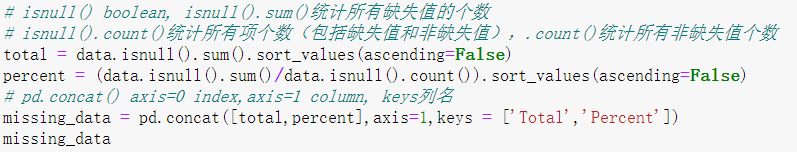 # isnull() boolean, isnull().sum()统计所有缺失值的个数
# isnull().count()统计所有项个数（包括缺失值和非缺失值），.count()统计所有非缺失值个数
total = data.isnull().sum().sort_values(ascending=False)
percent = (data.isnull().sum()/data.isnull().count()).sort_values(ascending=False)
# pd.concat() axis=0 index,axis=1 column, keys列名
missing_data = pd.concat([total,percent],axis=1,keys = ['Total','Percent'])
missing_data